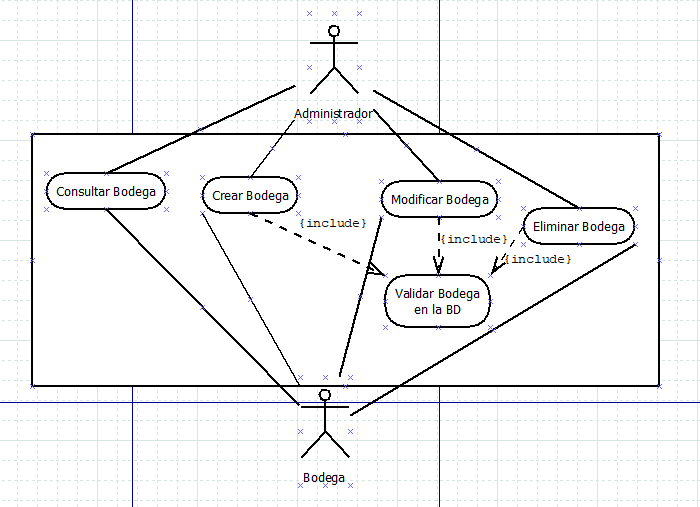 Administrador
Consultar Bodega
Crear Bodega
Modificar Bodega
Eliminar Bodega
{include}
{include}
{include}
Validar Bodega
en la BD
Bodega